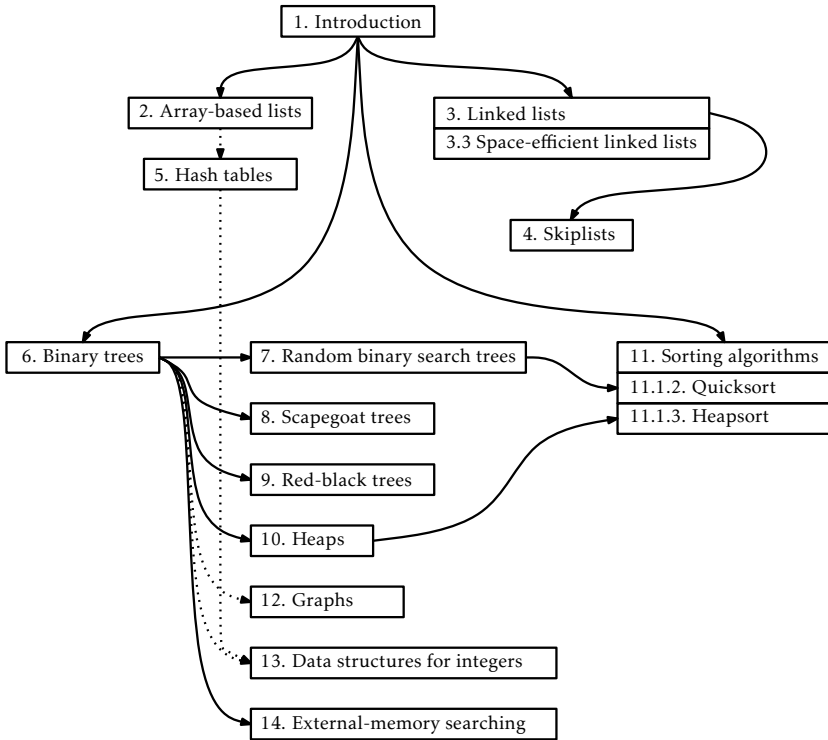 1. Introduction
2. Array-based lists
3. Linked lists
3.3 Space-efficient linked lists
5. Hash tables
4. Skiplists
6. Binary trees
7. Random binary search trees
11. Sorting algorithms
11.1.2. Quicksort
8. Scapegoat trees
11.1.3. Heapsort
9. Red-black trees
10. Heaps
12. Graphs
13. Data structures for integers
14. External-memory searching